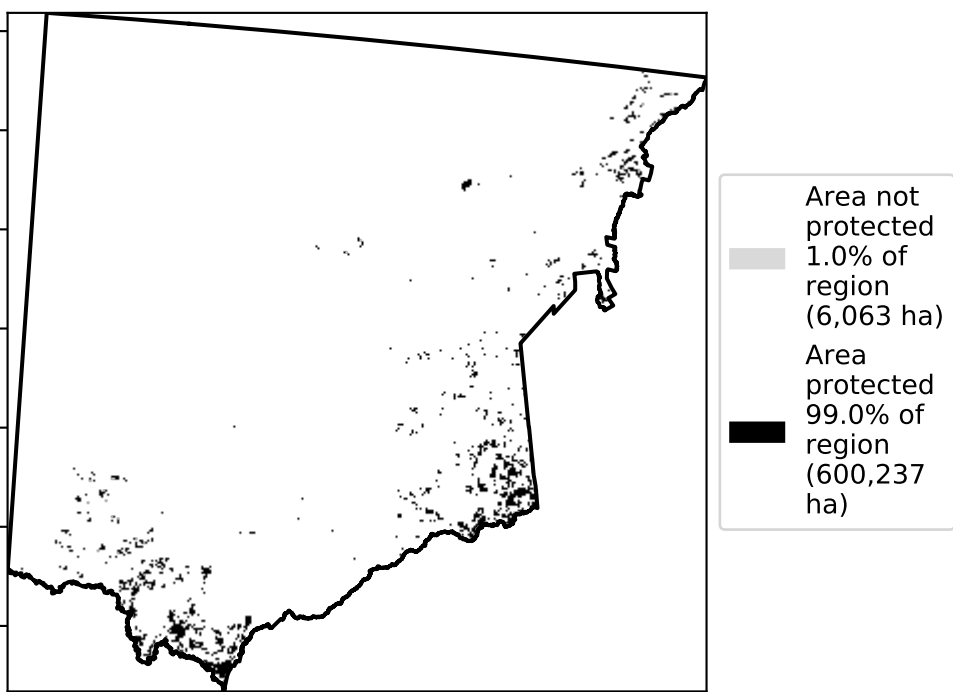 Area not
protected
1.0% of
region
(6,063 ha)
Area
protected
99.0% of
region
(600,237
ha)